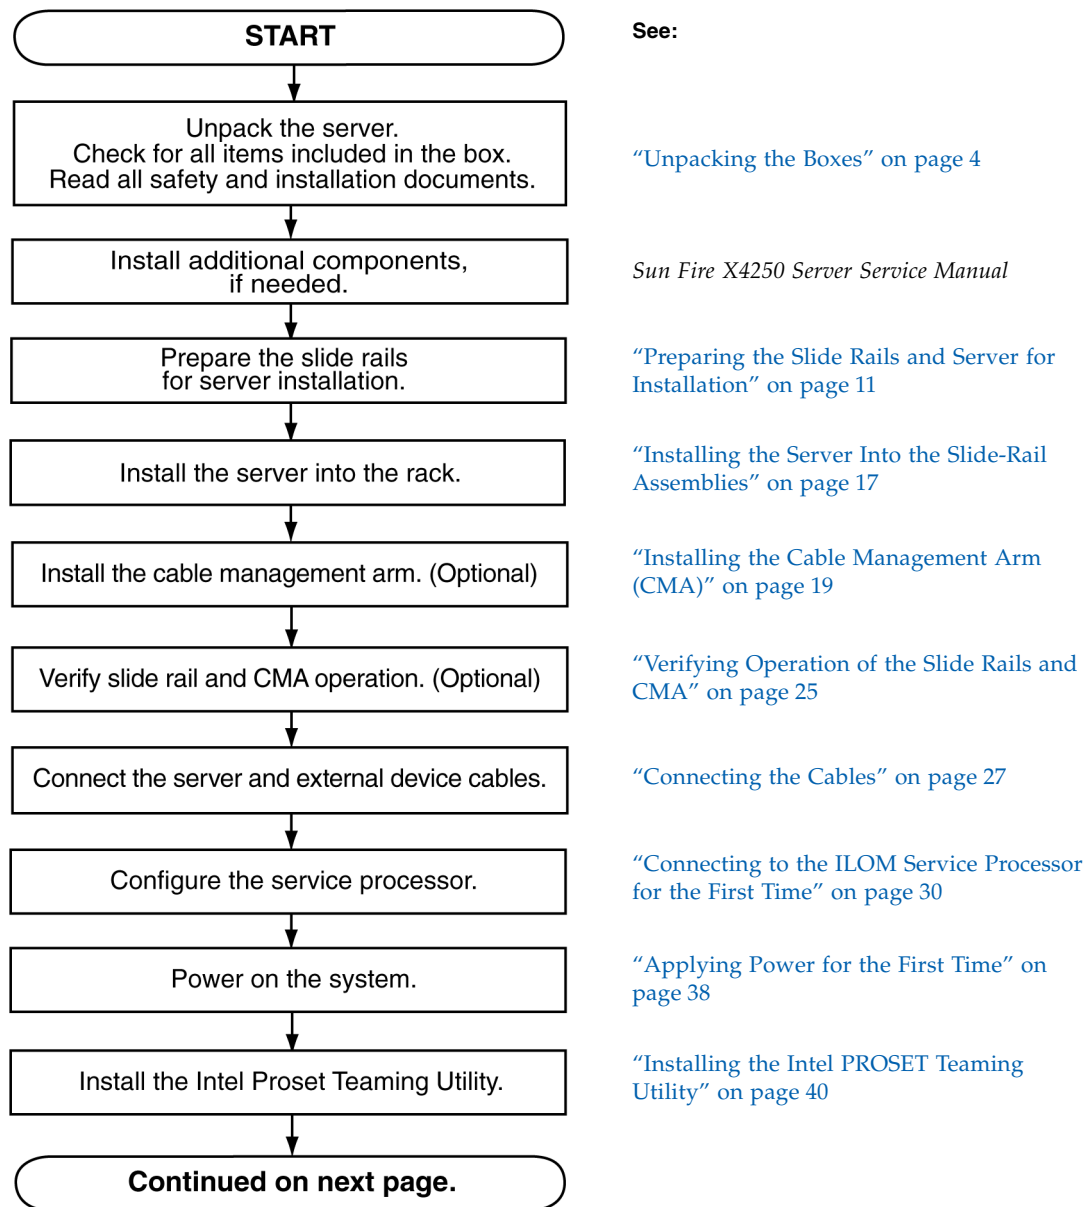 START
See:
Unpack the server.
Check for all items included in the box.
Read all safety and installation documents.
“Unpacking the Boxes” on page 4
Install additional components,
if needed.
Sun Fire X4250 Server Service Manual
Prepare the slide rails
for server installation.
“Preparing the Slide Rails and Server for
Installation” on page 11
Install the server into the rack.
“Installing the Server Into the Slide-Rail
Assemblies” on page 17
Install the cable management arm. (Optional)
“Installing the Cable Management Arm
(CMA)” on page 19
Verify slide rail and CMA operation. (Optional)
“Verifying Operation of the Slide Rails and
CMA” on page 25
Connect the server and external device cables.
“Connecting the Cables” on page 27
Configure the service processor.
“Connecting to the ILOM Service Processor
for the First Time” on page 30
Power on the system.
“Applying Power for the First Time” on
page 38
Install the Intel Proset Teaming Utility.
“Installing the Intel PROSET Teaming
Utility” on page 40
Continued on next page.